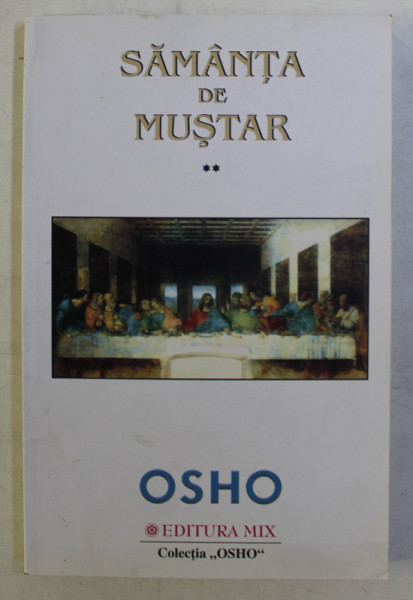 SĂMÂNȚA
DE
MUȘTAR
**
OSHO
EDITURA MIX
Colecția „OSHO“